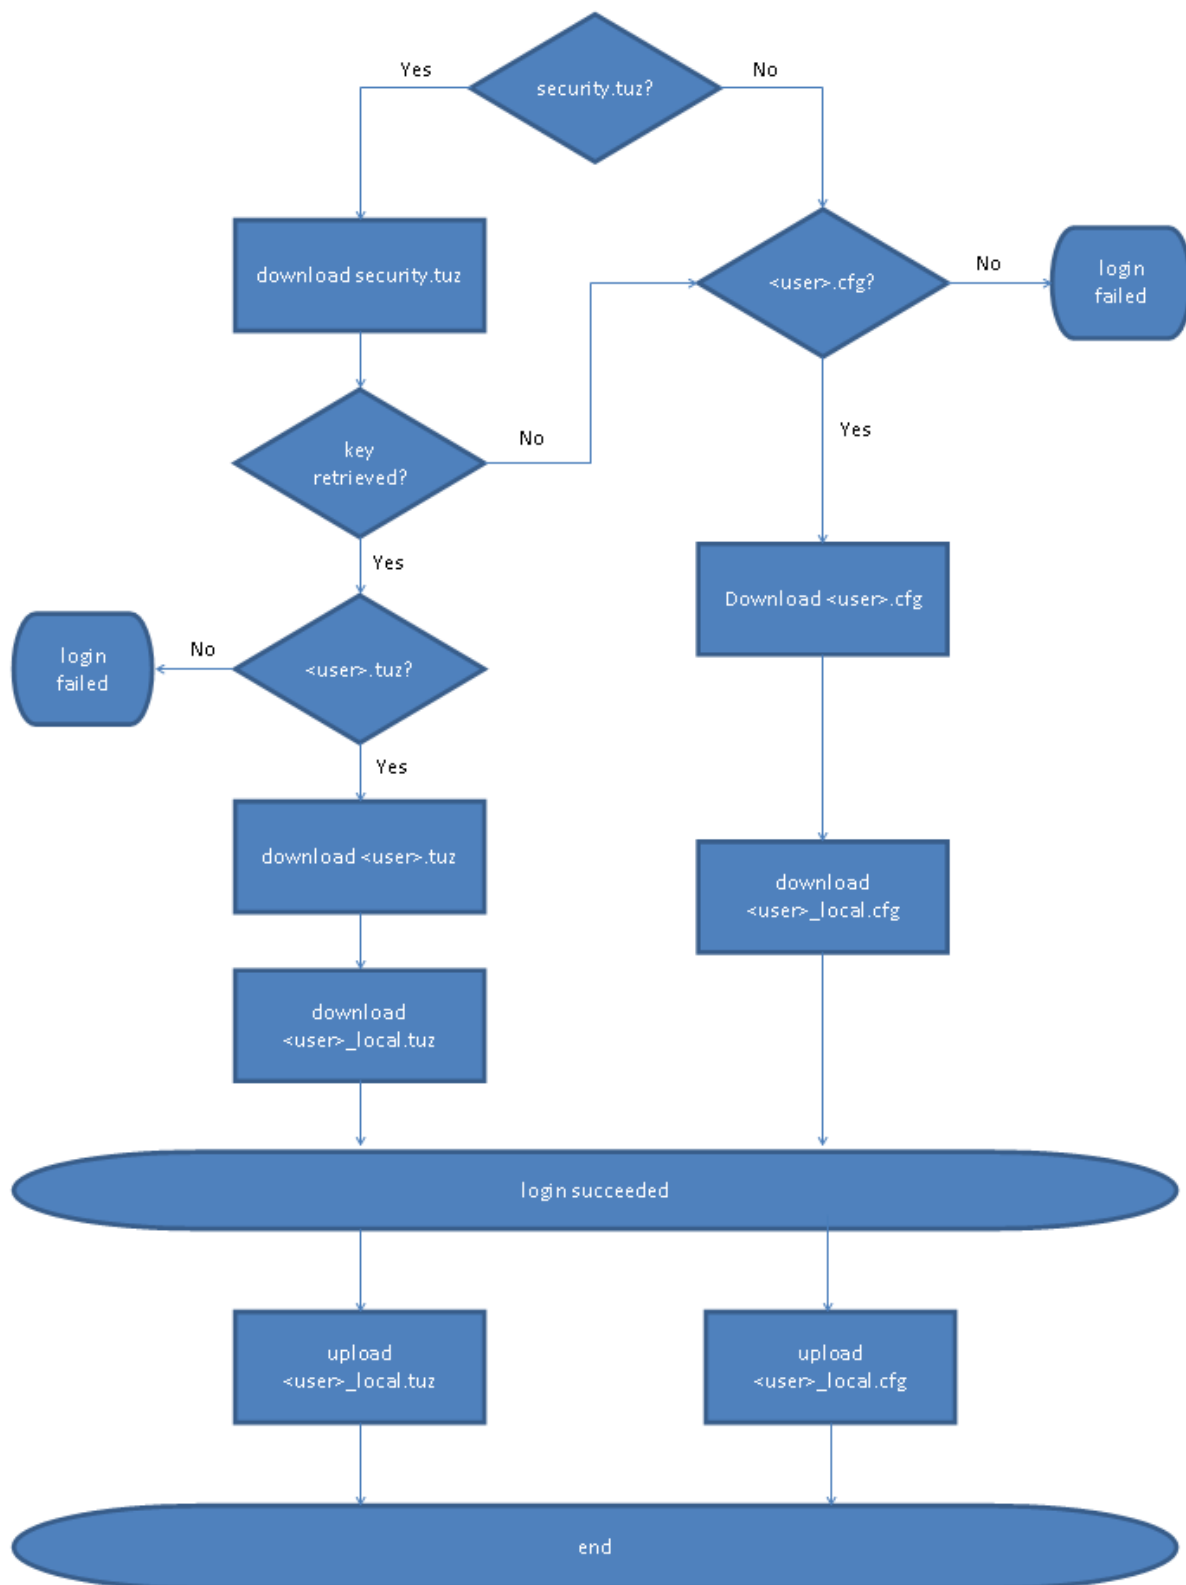 Yes
security.tuz?
No
download security.tuz
<user>.cfg?
No
login
failed
key
retrieved?
No
Yes
Yes
Download <user>.cfg
login
failed
No
<user>.tuz?
Yes
download <user>.tuz
download
<user>_local.cfg
download
<user>_local.tuz
login succeeded
upload
<user>_local.tuz
upload
<user>_local.cfg
end